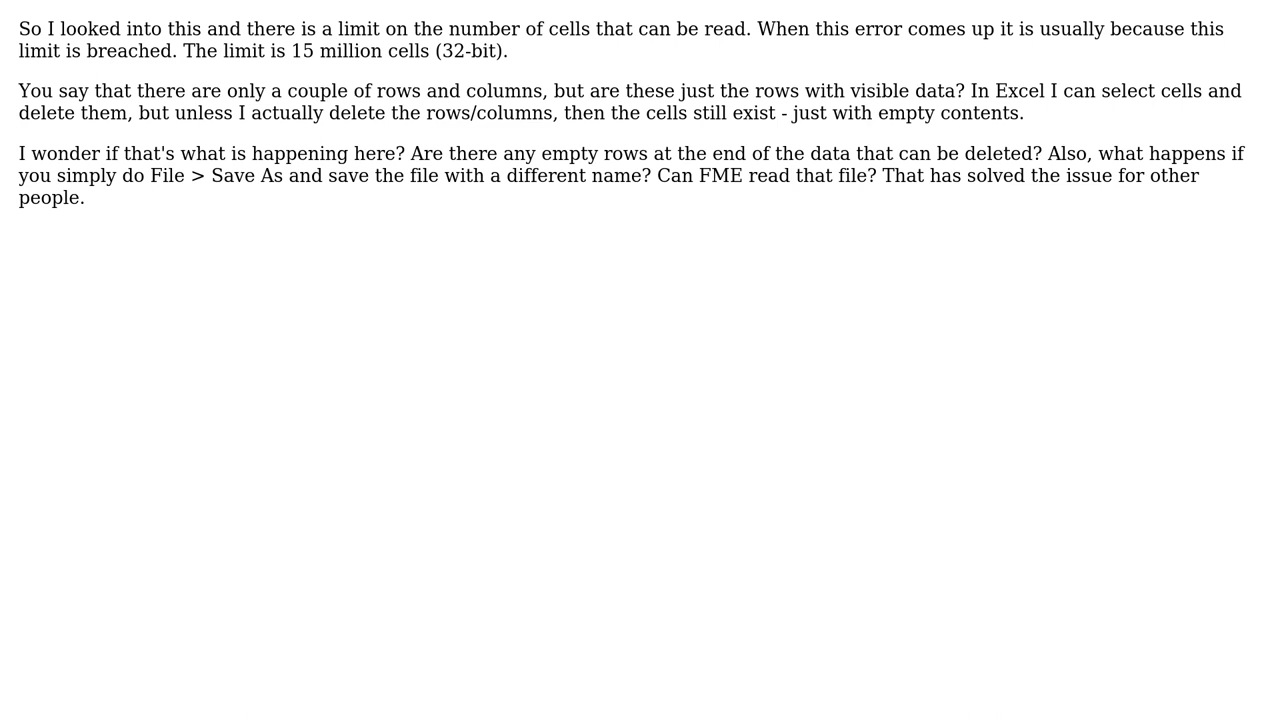 So I looked into this and there is a limit on the number of cells that can be read. When this error comes up it is usually because this
limit is breached. The limit is 15 million cells (32-bit).
You say that there are only a couple of rows and columns, but are these just the rows with visible data? In Excel I can select cells and
delete them, but unless I actually delete the rows/columns, then the cells still exist - just with empty contents.
I wonder if that's what is happening here? Are there any empty rows at the end of the data that can be deleted? Also, what happens if
you simply do File > Save As and save the file with a different name? Can FME read that file? That has solved the issue for other
people.